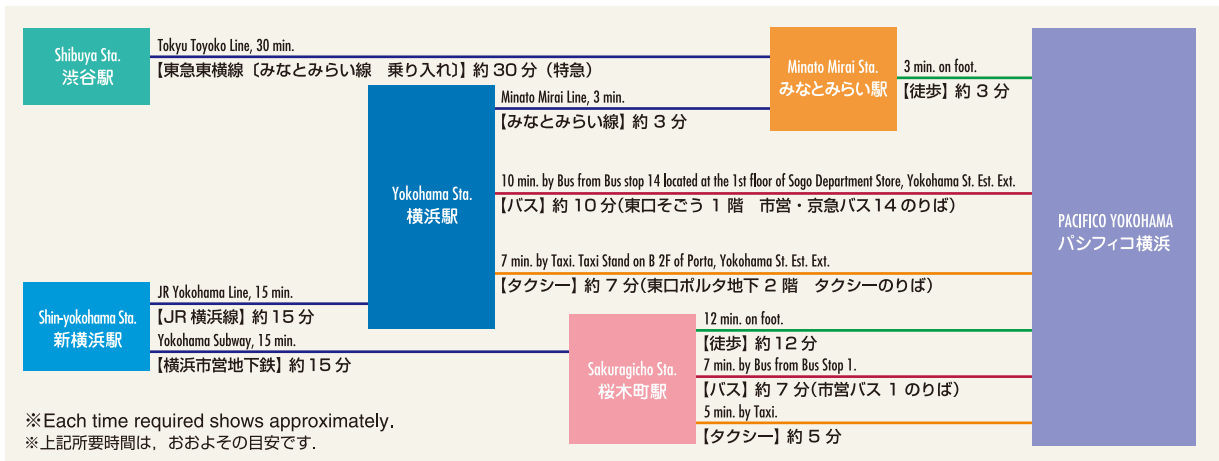 Shibuya Sta.
渋谷駅
Tokyu Toyoko Line, 30 min.
【東急東横線〔みなとみらい線　乗り入れ〕】約30分（特急）
Minato Mirai Sta.
みなとみらい駅
3 min. on foot.
【徒歩】約3分
Minato Mirai Line, 3 min.
【みなとみらい線】約3分
Yokohama Sta.
横浜駅
10 min. by Bus from Bus stop 14 located at the 1st floor of Sogo Department Store, Yokohama St. Est. Ext.
【バス】約10分（東口そごう1階　市営・京急バス14のりば）
PACIFICO YOKOHAMA
パシフィコ横浜
7 min. by Taxi. Taxi Stand on B 2F of Porta, Yokohama St. Est. Ext.
【タクシー】約7分（東口ポルタ地下2階　タクシーのりば）
Shin-yokohama Sta.
新横浜駅
JR Yokohama Line, 15 min.
【JR横浜線】約15分
Yokohama Subway, 15 min.
【横浜市営地下鉄】約15分
Sakuragicho Sta.
桜木町駅
12 min. on foot.
【徒歩】約12分
7 min. by Bus from Bus Stop 1.
【バス】約7分（市営バス1のりば）
5 min. by Taxi.
【タクシー】約5分
※Each time required shows approximately.
※上記所要時間は，おおよその目安です．